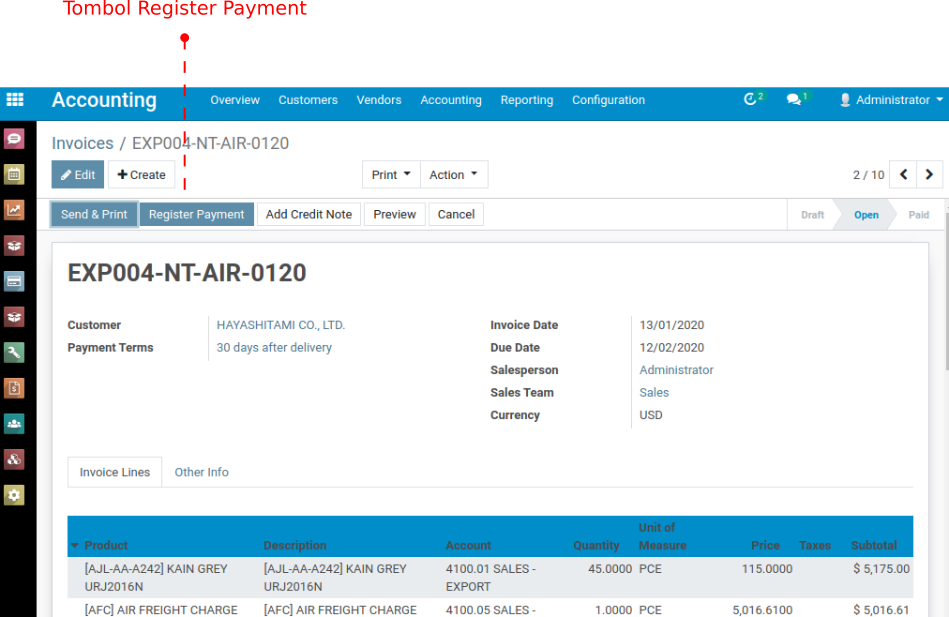 Tombol Register Payment
Accounting Overview Customers Vendors Accounting Reporting Configuration 2 1 Administrator
Invoices / EXP004-NT-AIR-0120
Edit Create Print Action 2 / 10
Send & Print Register Payment Add Credit Note Preview Cancel Draft Open Paid
EXP004-NT-AIR-0120
Customer HAYASHITAMI CO., LTD. Invoice Date 13/01/2020
Payment Terms 30 days after delivery Due Date 12/02/2020
Salesperson Administrator
Sales Team Sales
Currency USD
Invoice Lines Other Info
Unit of
Product Description Account Quantity Measure Price Taxes Subtotal
[AJL-AA-A242] KAIN GREY [AJL-AA-A242] KAIN GREY 4100.01 SALES - 45.0000 PCE 115.0000 $ 5,175.00
URJ2016N URJ2016N EXPORT
[AFC] AIR FREIGHT CHARGE [AFC] AIR FREIGHT CHARGE 4100.05 SALES - 1.0000 PCE 5,016.6100 $ 5,016.61